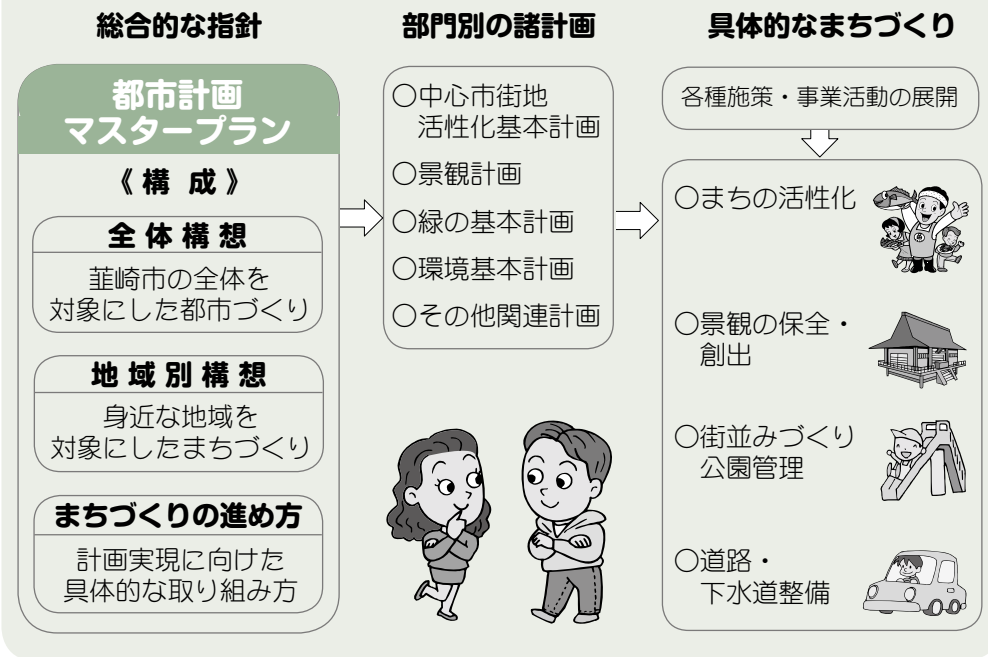 総合的な指針
都市計画
マスタープラン
《 構 成 》
全 体 構 想
韮崎市の全体を
対象にした都市づくり
地 域 別 構 想
身近な地域を
対象にしたまちづくり
まちづくりの進め方
計画実現に向けた
具体的な取り組み方
部門別の諸計画
○中心市街地
活性化基本計画
○景観計画
○緑の基本計画
○環境基本計画
○その他関連計画
具体的なまちづくり
各種施策・事業活動の展開
○まちの活性化
○景観の保全・
創出
○街並みづくり
公園管理
○道路・
下水道整備